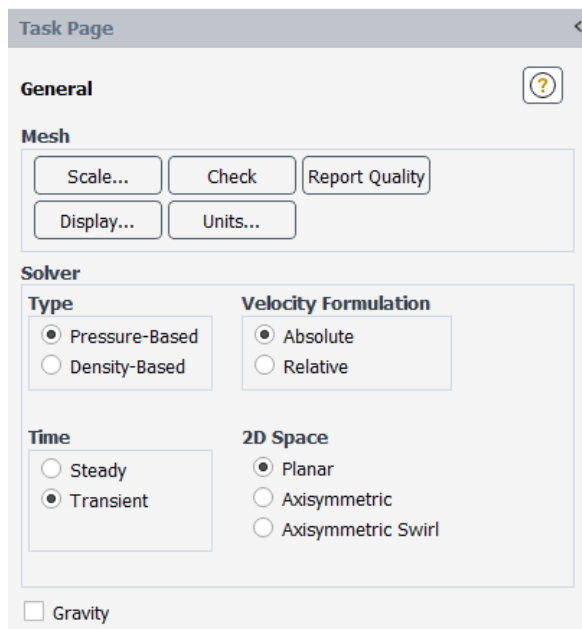 Task Page
General
Mesh
Scale... Check Report Quality
Display... Units...
Solver
Type
Pressure-Based
Density-Based
Velocity Formulation
Absolute
Relative
Time
Steady
Transient
2D Space
Planar
Axisymmetric
Axisymmetric Swirl
Gravity